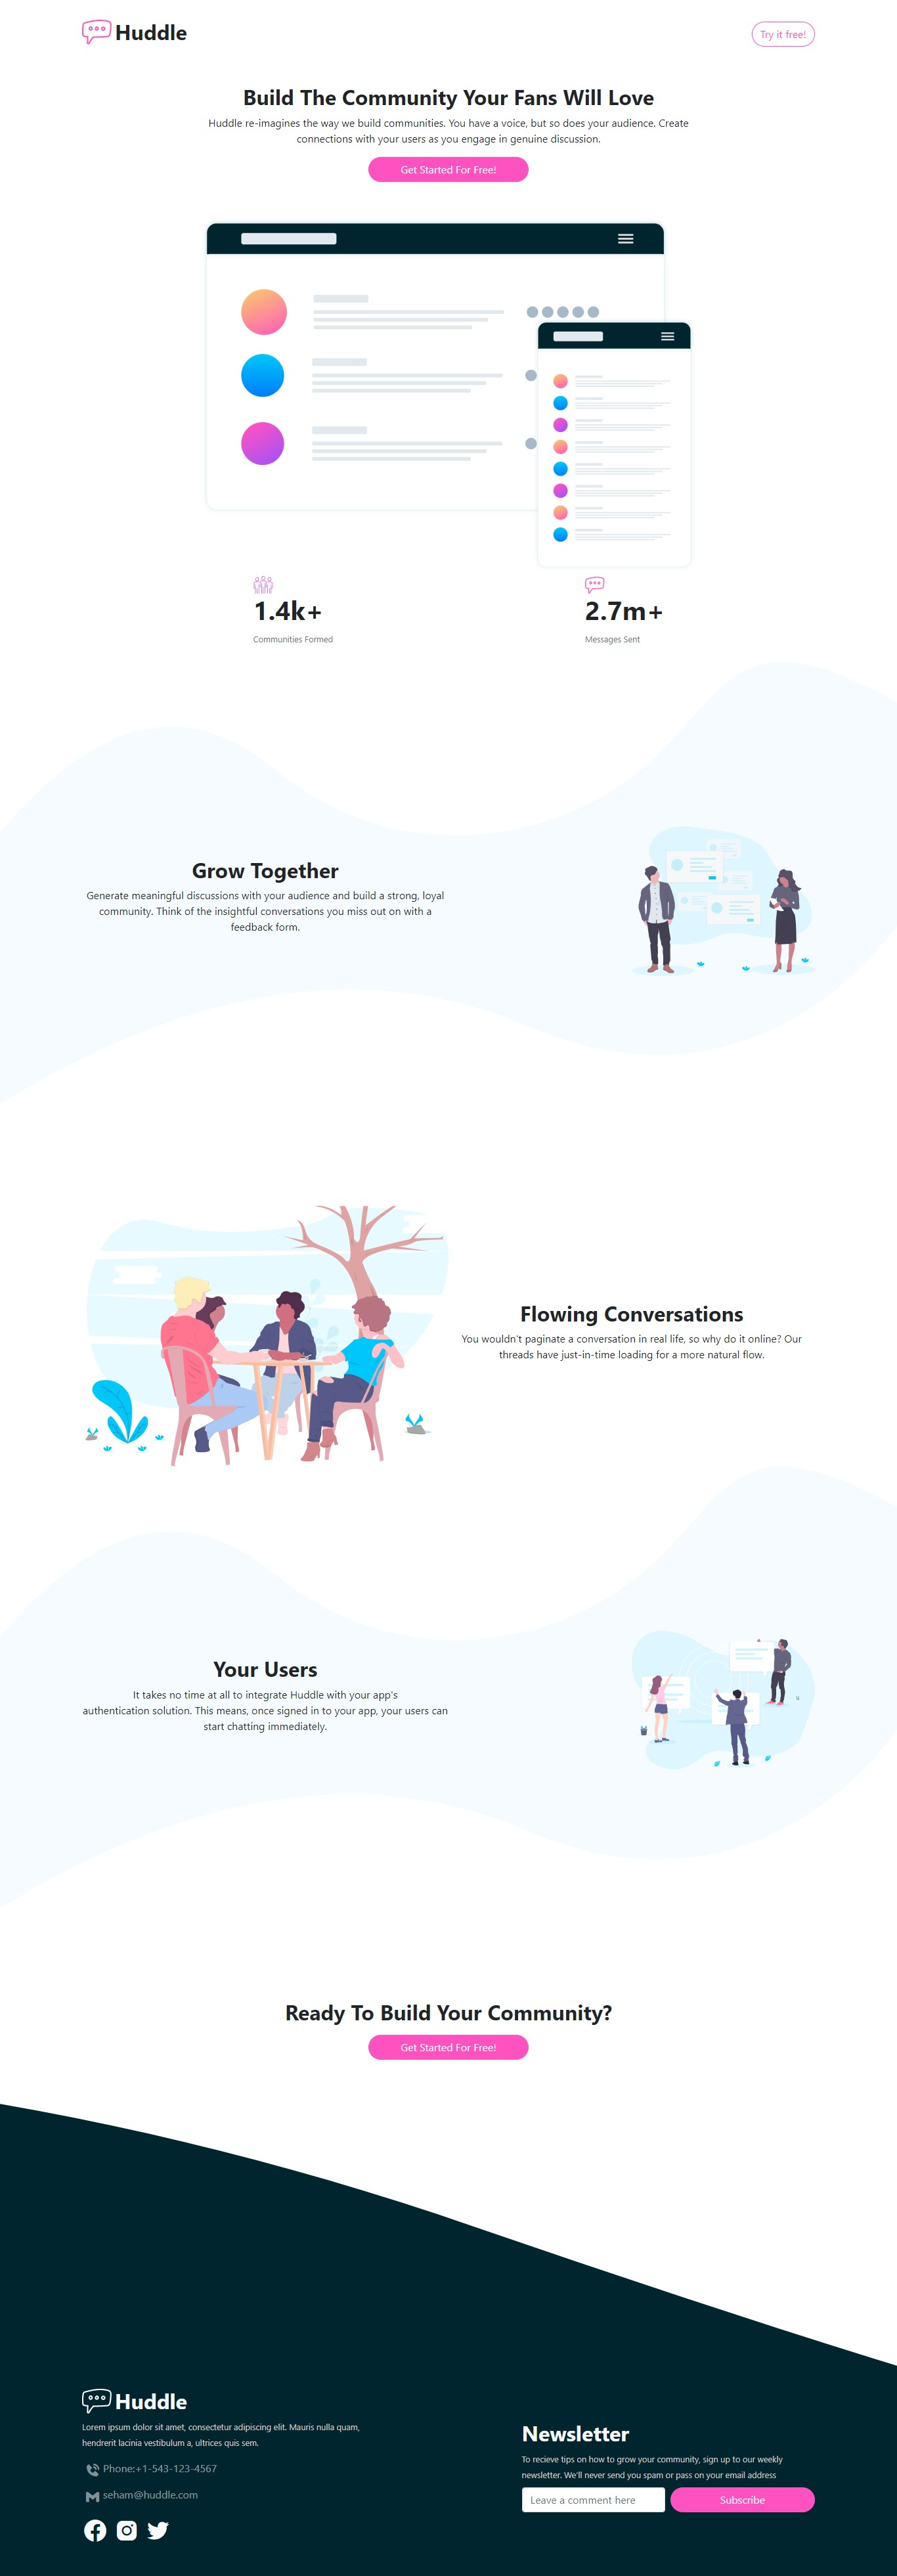 Huddle
Try it free!
Build The Community Your Fans Will Love
Huddle re-imagines the way we build communities. You have a voice, but so does your audience. Create
connections with your users as you engage in genuine discussion.
Get Started For Free!
1.4k+
Communities Formed
2.7m+
Messages Sent
Grow Together
Generate meaningful discussions with your audience and build a strong, loyal
community. Think of the insightful conversations you miss out on with a
feedback form.
Flowing Conversations
You wouldn't paginate a conversation in real life, so why do it online? Our
threads have just-in-time loading for a more natural flow.
Your Users
It takes no time at all to integrate Huddle with your app's
authentication solution. This means, once signed in to your app, your users can
start chatting immediately.
Ready To Build Your Community?
Get Started For Free!
Huddle
Lorem ipsum dolor sit amet, consectetur adipiscing elit. Mauris nulla quam,
hendrerit lacinia vestibulum a, ultrices quis sem.
Phone:+1-543-123-4567
seham@huddle.com
Newsletter
To recieve tips on how to grow your community, sign up to our weekly
newsletter. We'll never send you spam or pass on your email address
Leave a comment here
Subscribe